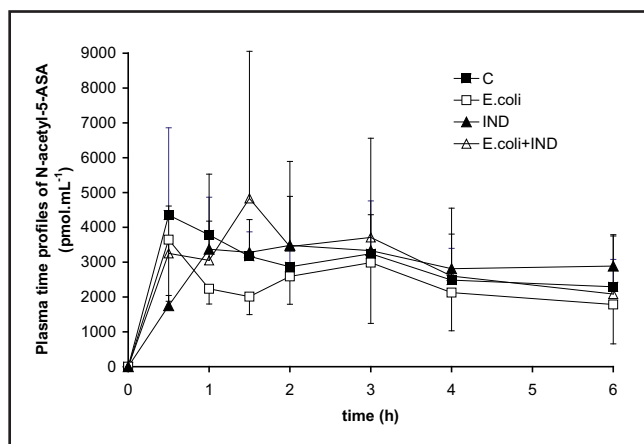 Plasma time profiles of N-acetyl-5-ASA
(pmol.mL⁻¹)
9000
8000
7000
6000
5000
4000
3000
2000
1000
0
C
E.coli
IND
E.coli+IND
0 1 2 3 4 5 6
time (h)